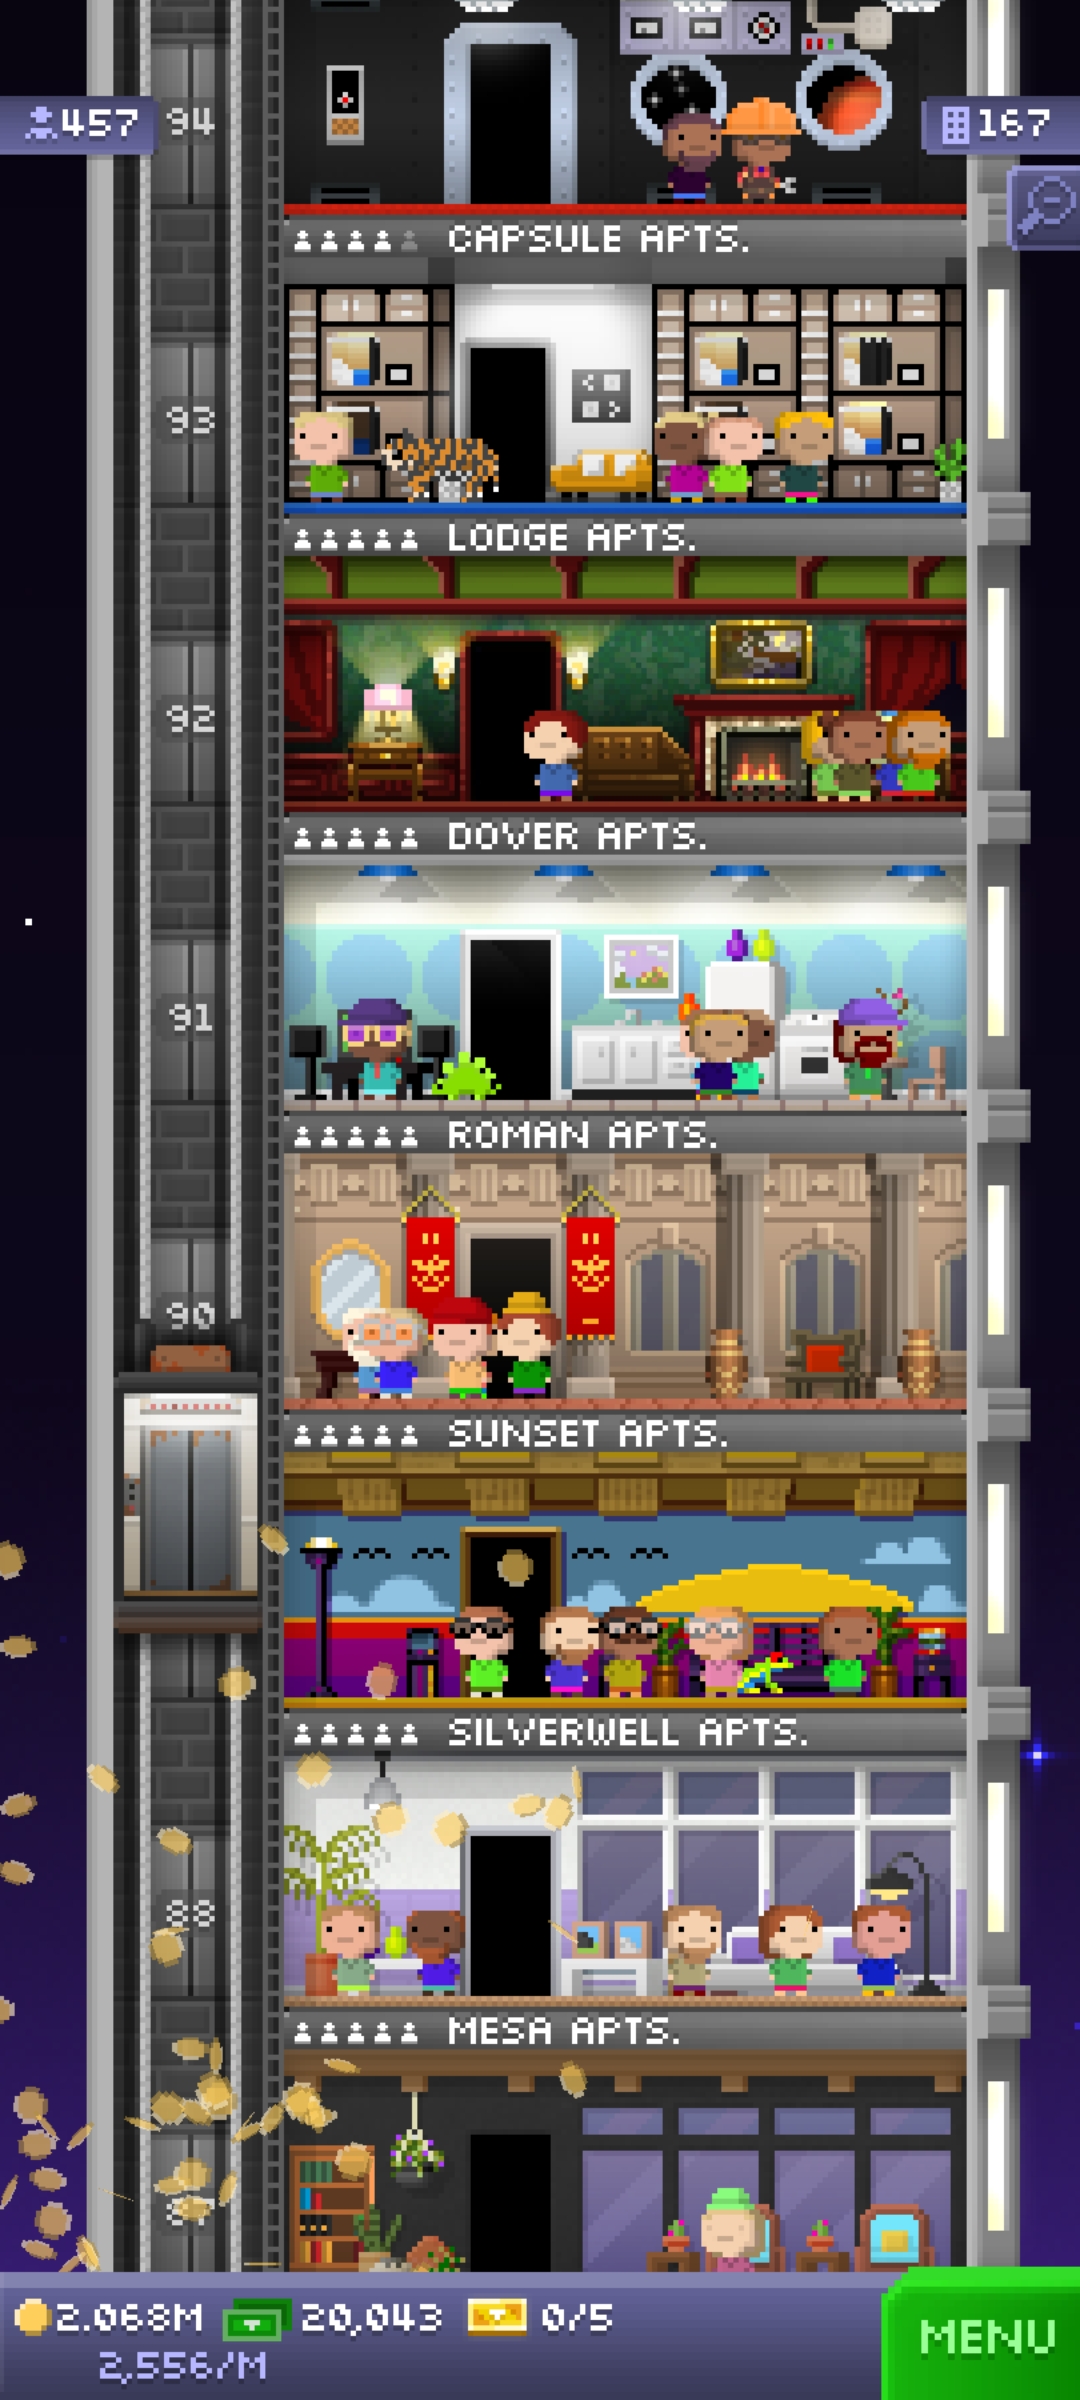 457
94
167
CAPSULE APTS.
93
LODGE APTS.
92
DOVER APTS.
91
ROMAN APTS.
90
SUNSET APTS.
SILVERWELL APTS.
88
MESA APTS.
2.068M 20,043 0/5
MENU
2,556/M